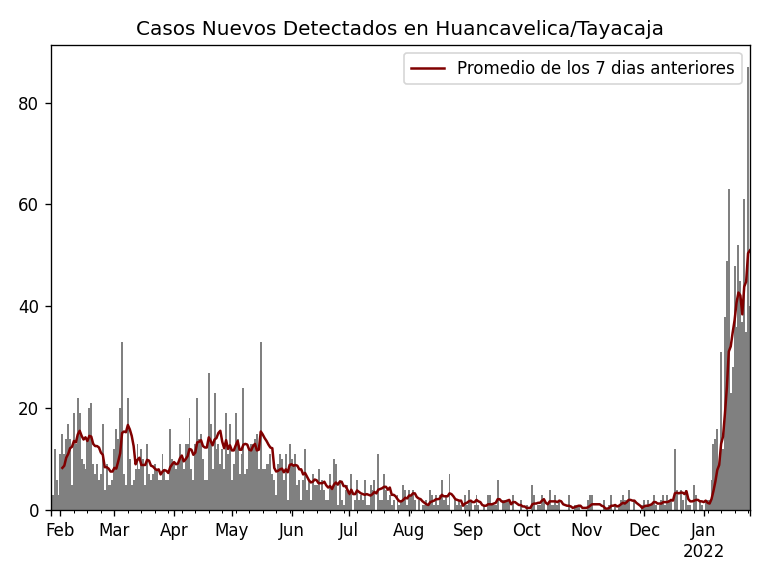 Casos Nuevos Detectados en Huancavelica/Tayacaja
Promedio de los 7 dias anteriores
80
60
40
20
0
Feb Mar Apr May Jun Jul Aug Sep Oct Nov Dec Jan
2022